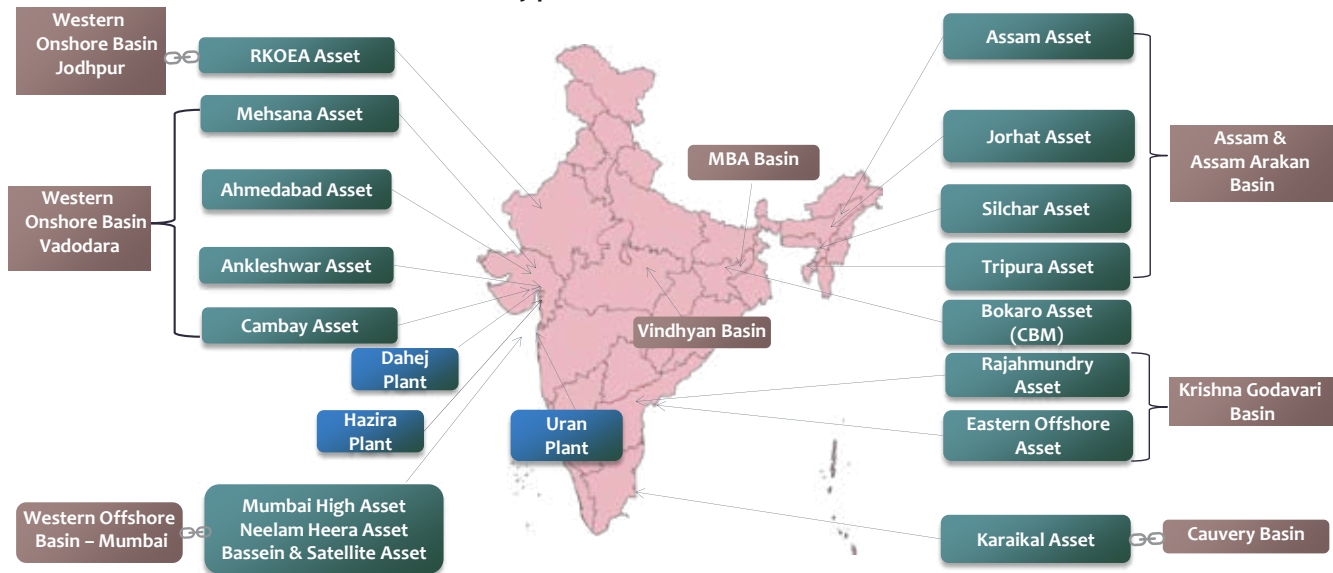 Western
Onshore Basin
Jodhpur
RKOEA Asset
Mehsana Asset
Ahmedabad Asset
Western
Onshore Basin
Vadodara
Ankleshwar Asset
Cambay Asset
Dahej
Plant
Hazira
Plant
Uran
Plant
Western Offshore
Basin – Mumbai
Mumbai High Asset
Neelam Heera Asset
Bassein & Satellite Asset
MBA Basin
Vindhyan Basin
Assam Asset
Jorhat Asset
Silchar Asset
Tripura Asset
Assam &
Assam Arakan
Basin
Bokaro Asset
(CBM)
Rajahmundry
Asset
Eastern Offshore
Asset
Krishna Godavari
Basin
Karaikal Asset
Cauvery Basin